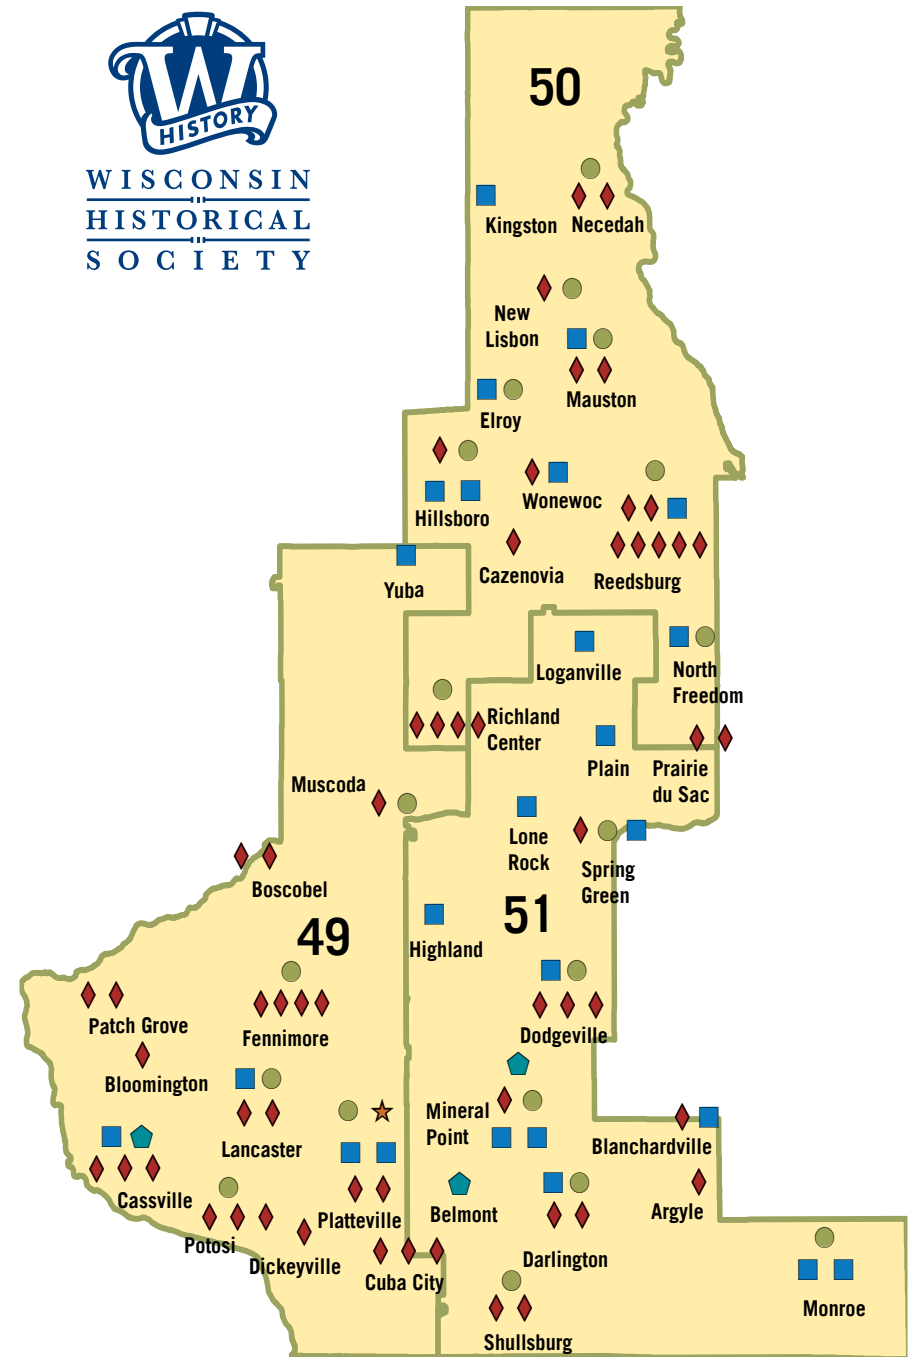 HISTORY
WISCONSIN
HISTORICAL
SOCIETY
50
Kingston
Necedah
New
Lisbon
Mauston
Elroy
Wonewoc
Hillsboro
Cazenovia
Reedsburg
Yuba
Loganville
North
Freedom
Richland
Center
Plain
Prairie
du Sac
Muscoda
Lone
Rock
Spring
Green
Boscobel
49
51
Highland
Patch Grove
Fennimore
Dodgeville
Bloomington
Mineral
Point
Lancaster
Blanchardville
Cassville
Platteville
Belmont
Argyle
Potosi
Dickeyville
Darlington
Cuba City
Monroe
Shullsburg